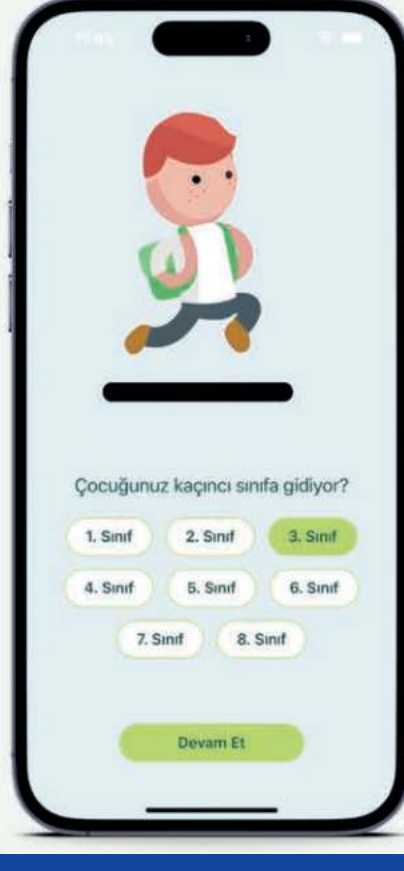 Çocuğunuz kaçıncı sınıfa gidiyor?
1. Sınıf 2. Sınıf 3. Sınıf
4. Sınıf 5. Sınıf 6. Sınıf
7. Sınıf 8. Sınıf
Devam Et